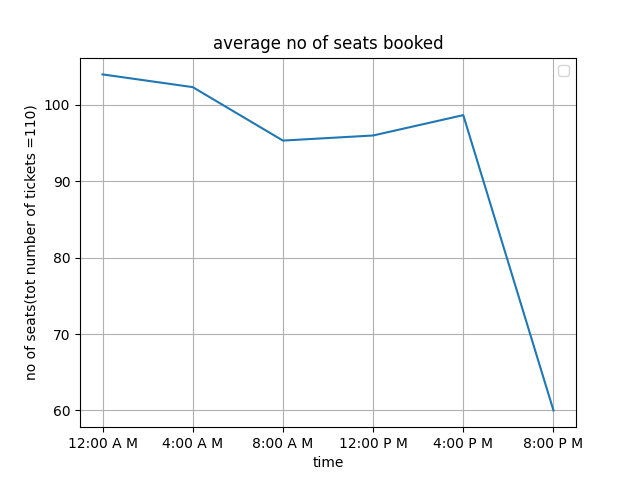 average no of seats booked
no of seats(tot number of tickets =110)
100
90
80
70
60
12:00 A M 4:00 A M 8:00 A M 12:00 P M 4:00 P M 8:00 P M
time